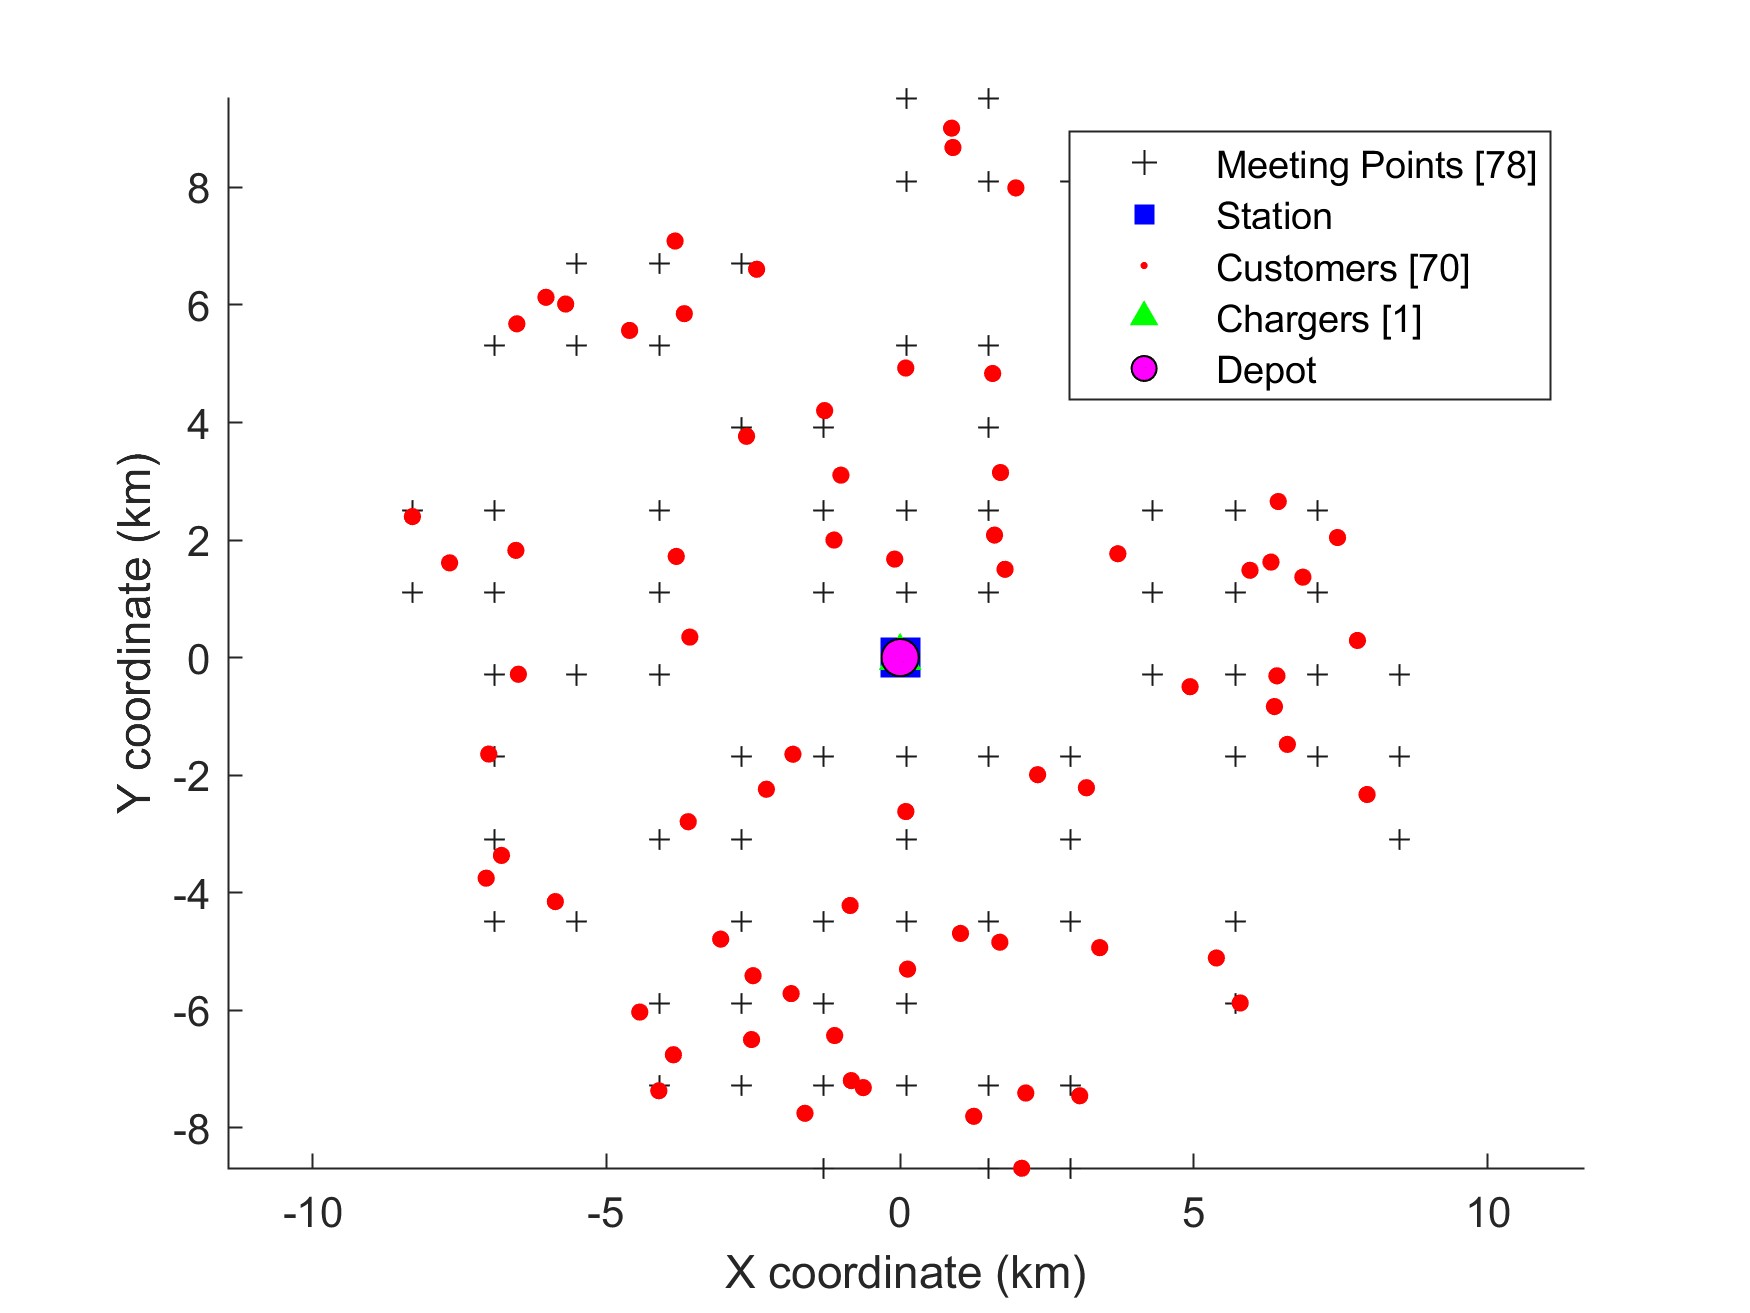 Meeting Points [78]
Station
Customers [70]
Chargers [1]
Depot
8
6
4
2
0
-2
-4
-6
-8
Y coordinate (km)
-10
-5
0
5
10
X coordinate (km)